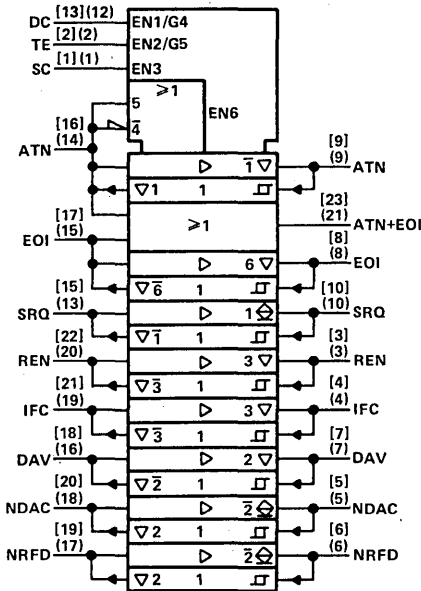 DC [13](12) EN1/G4
TE [2](2) EN2/G5
SC [1](1) EN3
≥1
5 EN6
[16] 4̅
ATN (14) 1̅ ▽ [9] (9) ATN
▽1 1
[17] ≥1 [23] (21) ATN+EOI
EOI (15) [8]
▷ 6 ▽ (8) EOI
[15] ▽6̅ 1 [10]
SRQ (13) ▷ 1 (10) SRQ
[22] ▽1̅ 1 [3]
REN (20) ▷ 3 ▽ (3) REN
[21] ▽3̅ 1 [4]
IFC (19) ▷ 3 ▽ (4) IFC
[18] ▽3̅ 1 [7]
DAV (16) ▷ 2 ▽ (7) DAV
[20] ▽2̅ 1 [5]
NDAC (18) ▷ 2̅ (5) NDAC
[19] ▽2 1 [6]
NRFD (17) ▷ 2̅ (6) NRFD
▽2 1